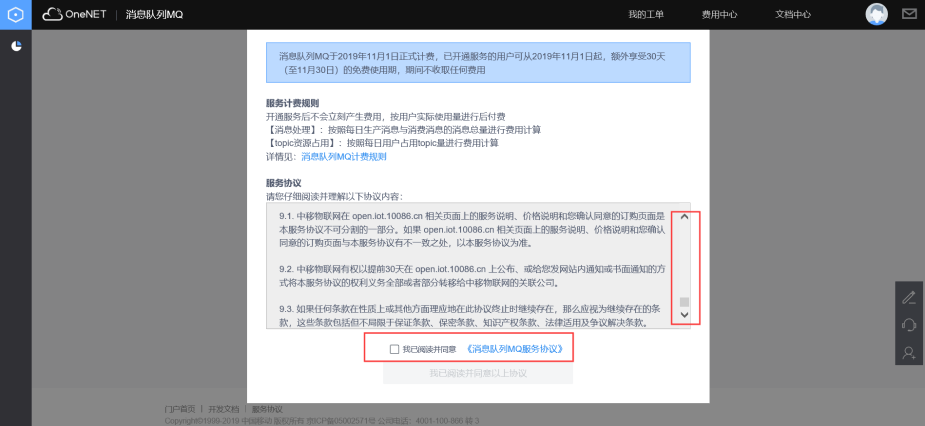 OneNET 消息队列MQ 我的工单 费用中心 文档中心
消息队列MQ于2019年11月1日正式计费，已开通服务的用户可从2019年11月1日起，额外享受30天
（至11月30日）的免费使用期，期间不收取任何费用
服务计费规则
开通服务后不会立刻产生费用，按用户实际使用量进行后付费
【消息处理】：按照每日生产消息与消费消息的消息总量进行费用计算
【topic资源占用】：按照每日用户占用topic量进行费用计算
详情见：消息队列MQ计费规则
服务协议
请您仔细阅读并理解以下协议内容：
9.1. 中移物联网在 open.iot.10086.cn 相关页面上的服务说明、价格说明和您确认同意的订购页面是
本服务协议不可分割的一部分。如果 open.iot.10086.cn 相关页面上的服务说明、价格说明和您确认
同意的订购页面与本服务协议有不一致之处，以本服务协议为准。
9.2. 中移物联网有权以提前30天在 open.iot.10086.cn 上公布、或给您发网站内通知或书面通知的方
式将本服务协议的权利义务全部或者部分转移给中移物联网的关联公司。
9.3. 如果任何条款在性质上或其他方面理应地在此协议终止时继续存在，那么应视为继续存在的条
款，这些条款包括但不局限于保证条款、保密条款、知识产权条款、法律适用及争议解决条款。
我已阅读并同意 《消息队列MQ服务协议》
我已阅读并同意以上协议
门户首页 | 开发文档 | 服务协议
Copyright©1999-2019 中国移动 版权所有 京ICP备05002571号 公司电话：4001-100-866 转 3